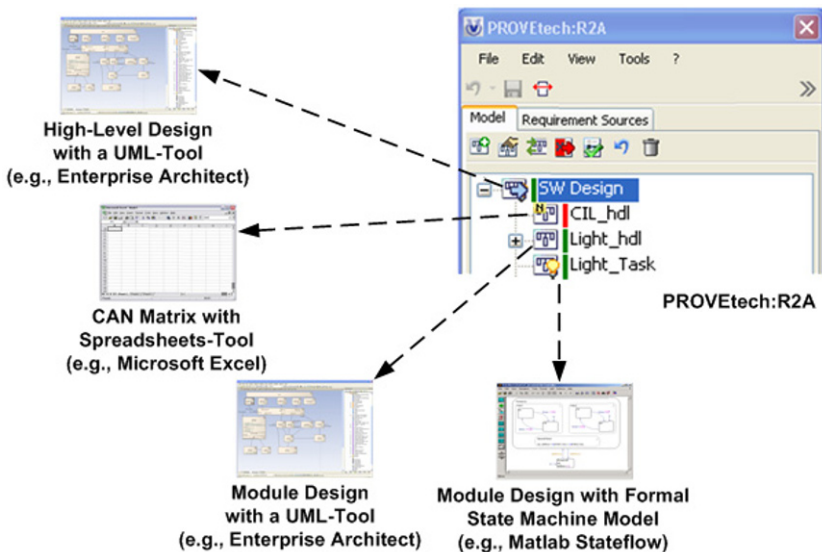 PROVEtech:R2A
File Edit View Tools ?
Model Requirement Sources
SW Design
CIL_hdl
Light_hdl
Light_Task
PROVEtech:R2A
High-Level Design
with a UML-Tool
(e.g., Enterprise Architect)
CAN Matrix with
Spreadsheets-Tool
(e.g., Microsoft Excel)
Module Design
with a UML-Tool
(e.g., Enterprise Architect)
Module Design with Formal
State Machine Model
(e.g., Matlab Stateflow)